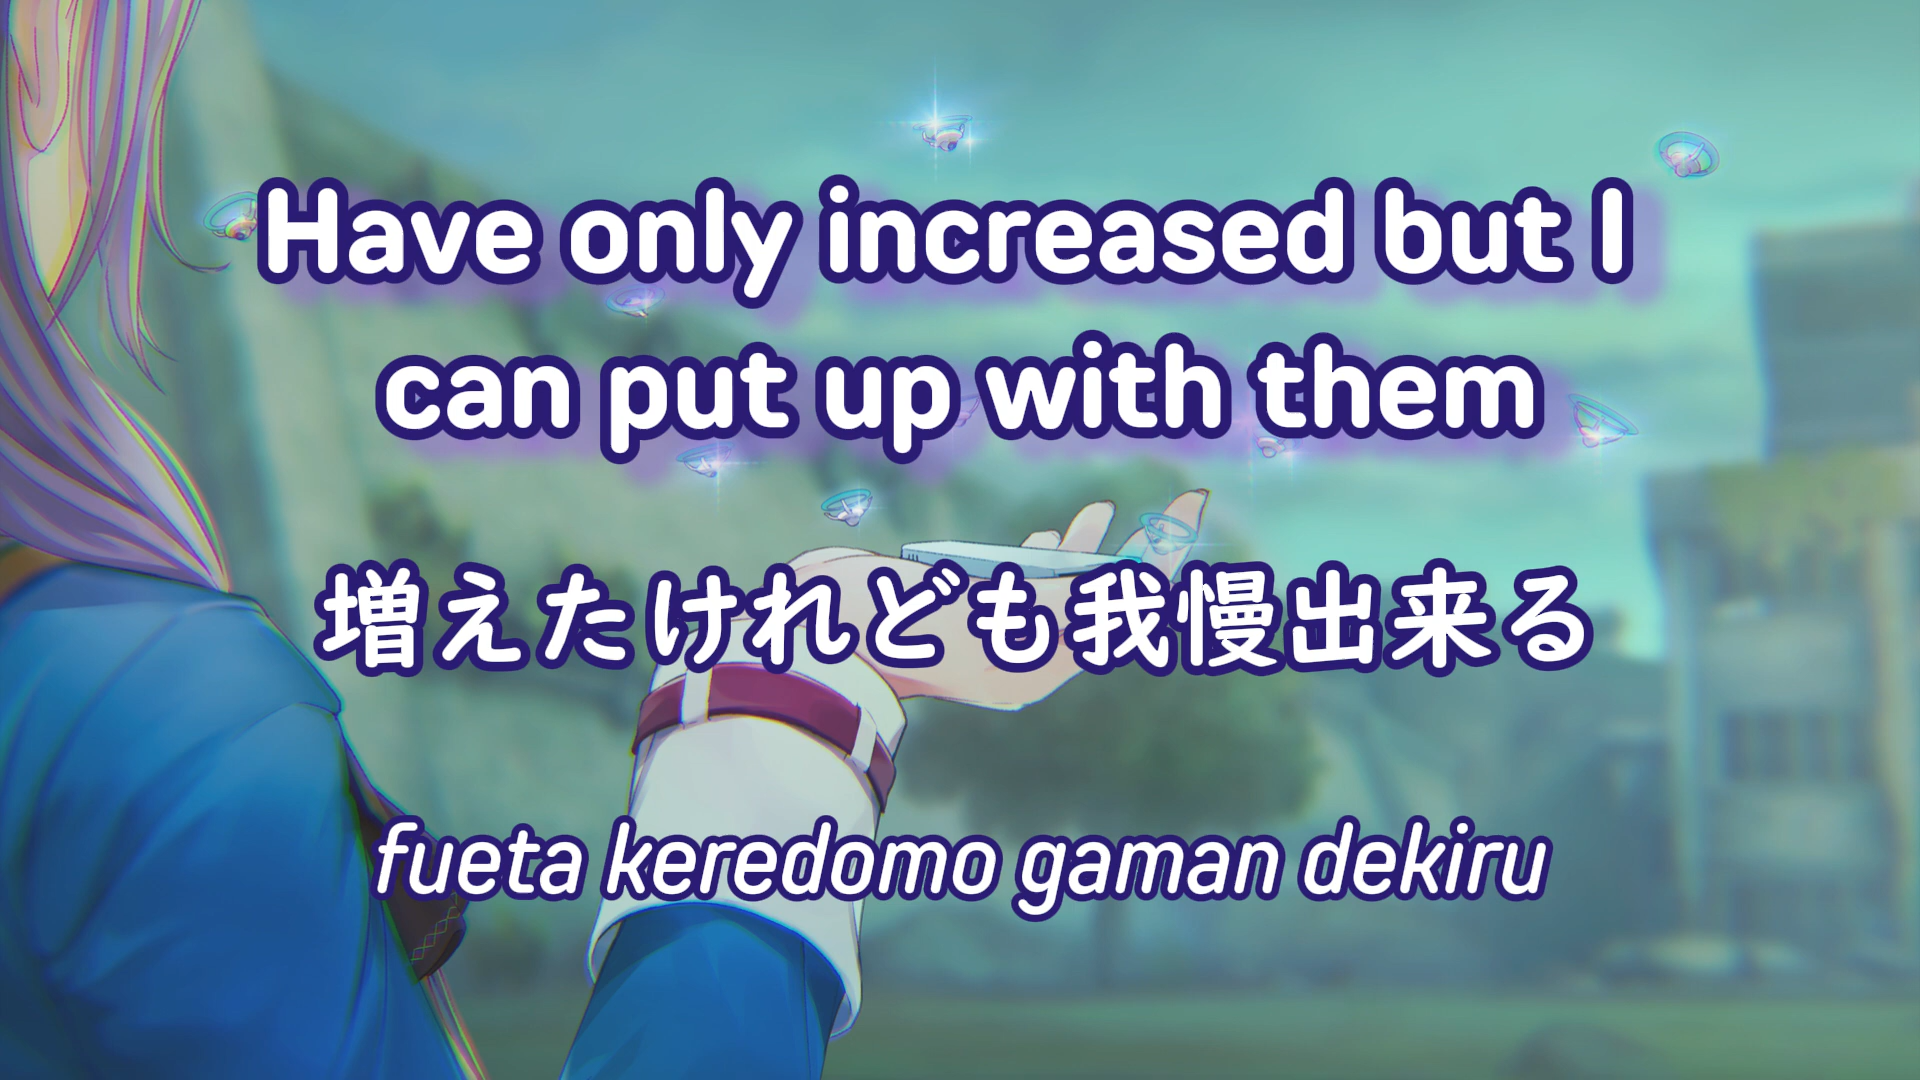 Have only increased but I
can put up with them
増えたけれども我慢出来る
fueta keredomo gaman dekiru